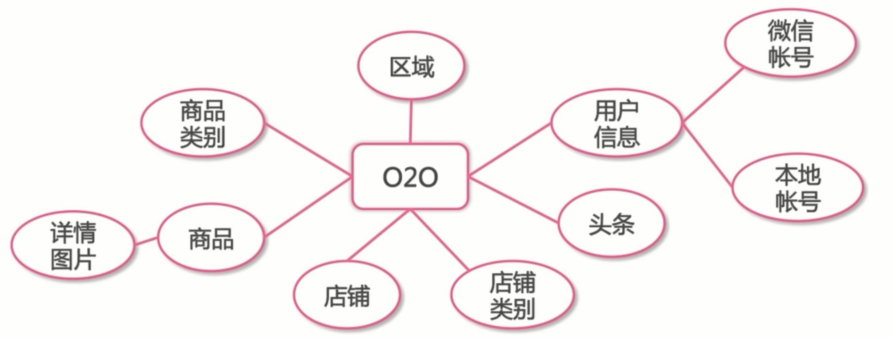 微信
帐号
区域
商品
类别
用户
信息
O2O
本地
帐号
详情
图片
商品
头条
店铺
店铺
类别